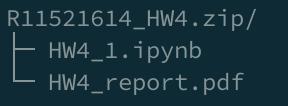 R11521614_HW4.zip/
├─ HW4_1.ipynb
└─ HW4_report.pdf